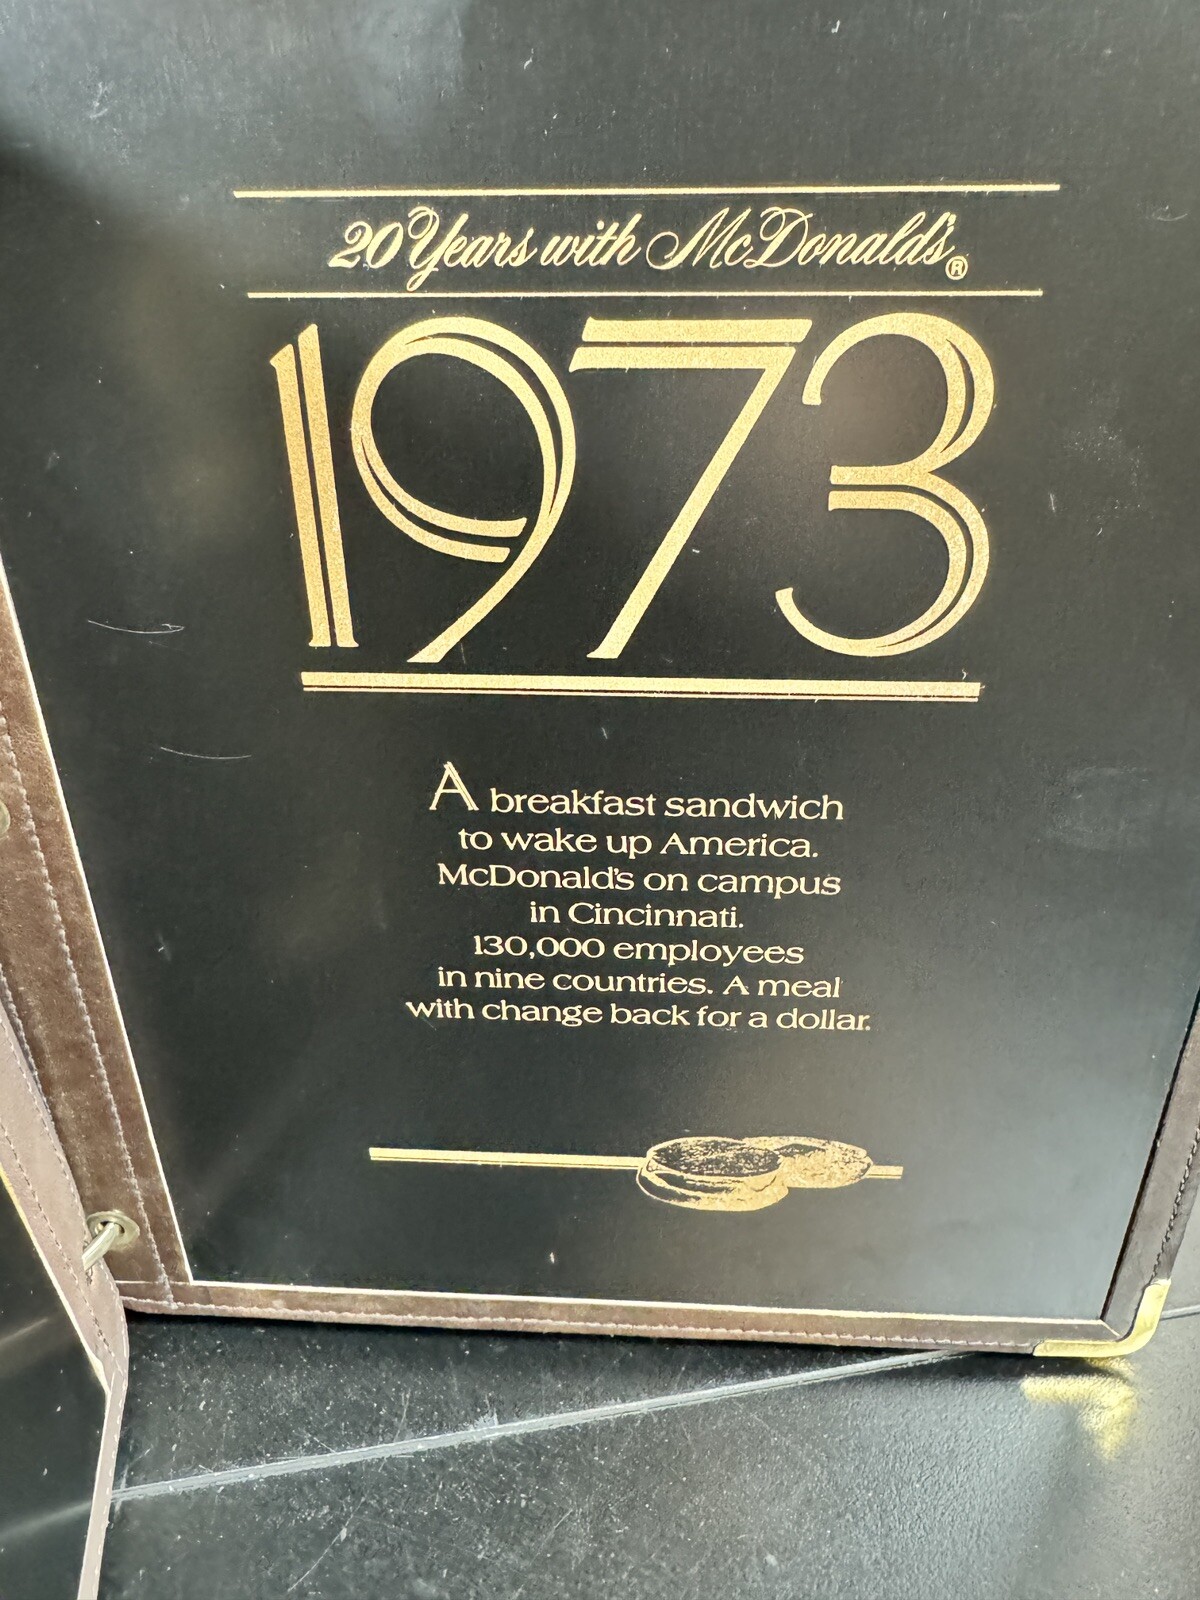 20 Years with McDonald's®
1973
A breakfast sandwich
to wake up America.
McDonald's on campus
in Cincinnati.
130,000 employees
in nine countries. A meal
with change back for a dollar.